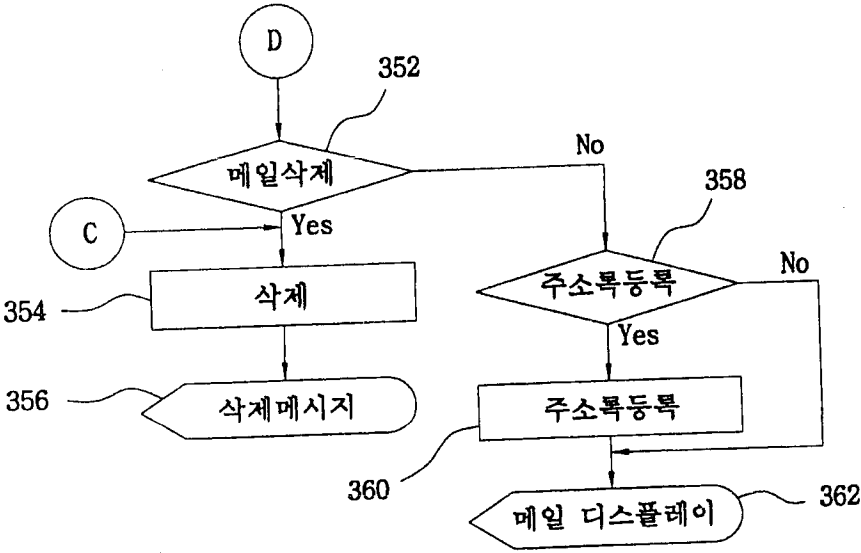 D
352
메일삭제
No
358
C
Yes
주소록등록
No
354
삭제
Yes
356
삭제메시지
주소록등록
360
메일 디스플레이
362